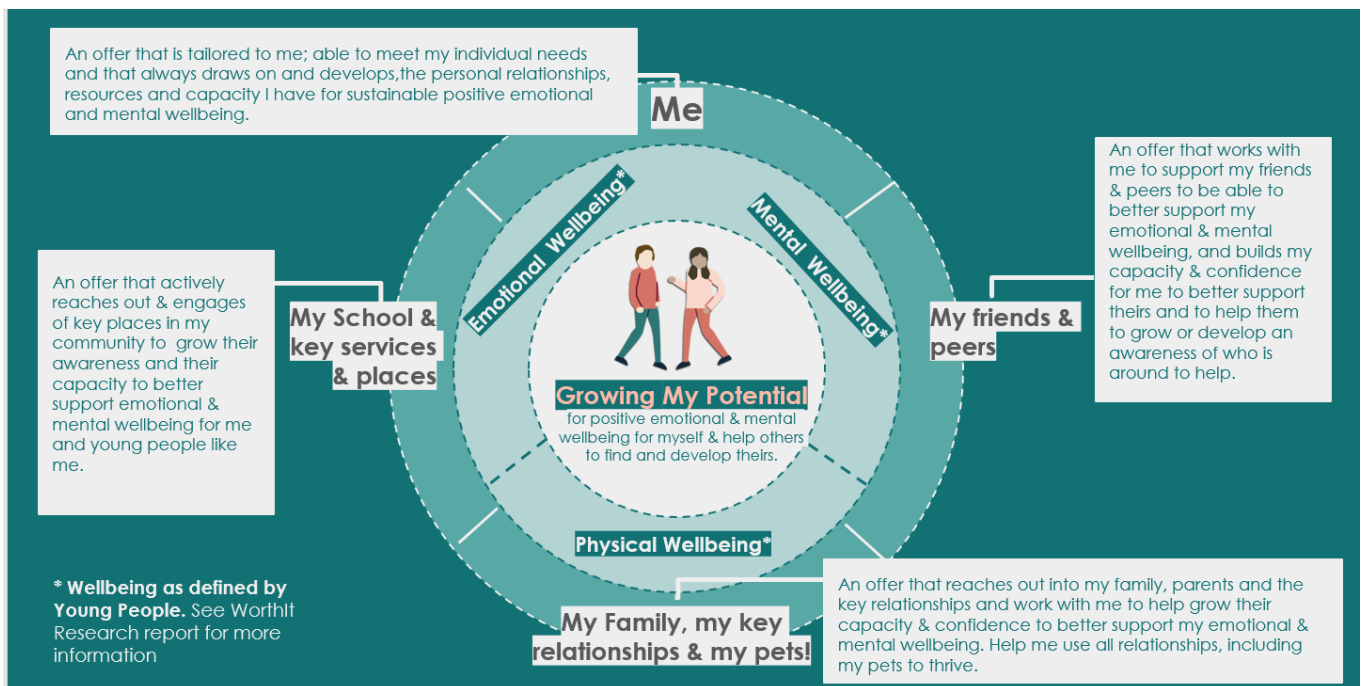 An offer that is tailored to me; able to meet my individual needs
and that always draws on and develops,the personal relationships,
resources and capacity I have for sustainable positive emotional
and mental wellbeing.
Me
An offer that works with
me to support my friends
& peers to be able to
better support my
emotional & mental
wellbeing, and builds my
capacity & confidence
for me to better support
theirs and to help them
to grow or develop an
awareness of who is
around to help.
My friends &
peers
Emotional Wellbeing*
Mental Wellbeing*
An offer that actively
reaches out & engages
of key places in my
community to grow their
awareness and their
capacity to better
support emotional &
mental wellbeing for me
and young people like
me.
My School &
key services
& places
Growing My Potential
for positive emotional & mental
wellbeing for myself & help others
to find and develop theirs.
Physical Wellbeing*
My Family, my key
relationships & my pets!
An offer that reaches out into my family, parents and the
key relationships and work with me to help grow their
capacity & confidence to better support my emotional &
mental wellbeing. Help me use all relationships, including
my pets to thrive.
* Wellbeing as defined by
Young People. See WorthIt
Research report for more
information